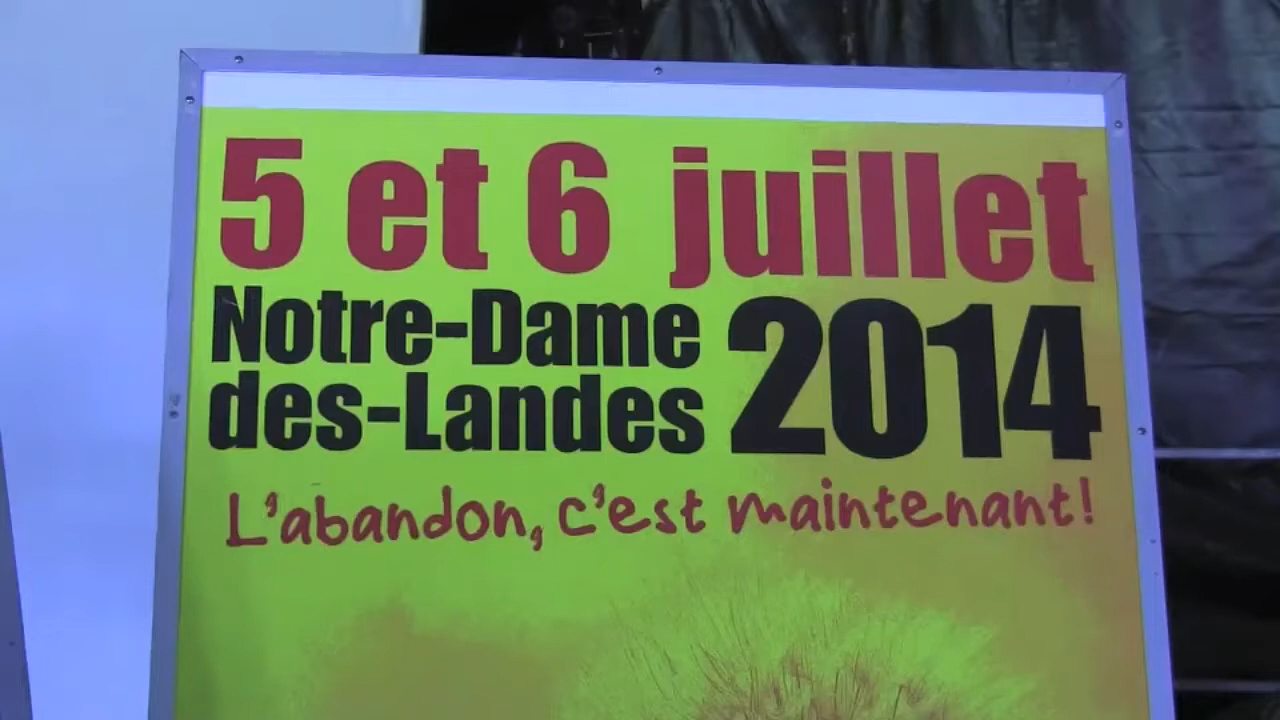 5 et 6 juillet
Notre-Dame
des-Landes
2014
L'abandon, c'est maintenant!